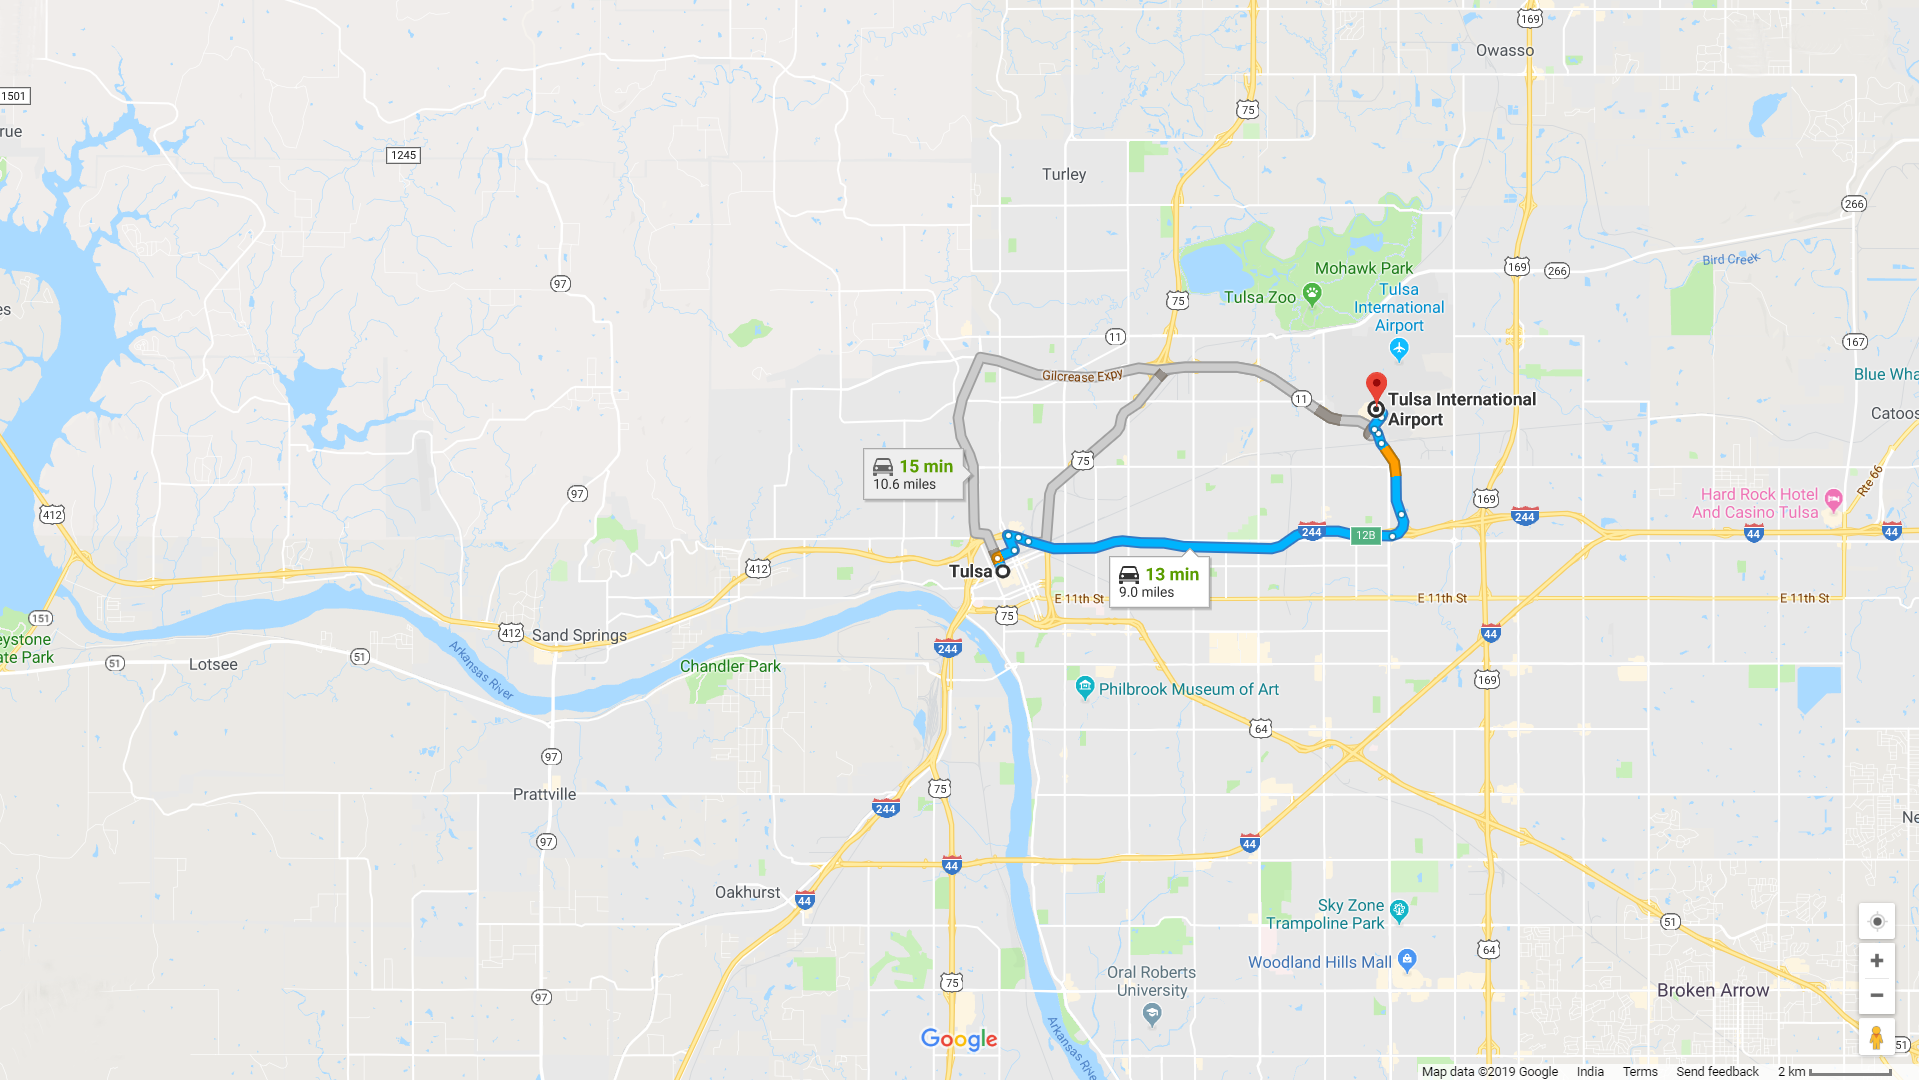 169
Owasso
1501
75
rue
1245
Turley
266
Mohawk Park
169
266
Bird Creek
97
Tulsa
International
Airport
Tulsa Zoo
75
es
11
167
Gilcrease Expy
Blue Wha
11
Tulsa International
Airport
Catoos
75
15 min
10.6 miles
Rte 66
97
169
Hard Rock Hotel
And Casino Tulsa
412
244
244
12B
44
44
412
Tulsa
13 min
9.0 miles
E 11th St
E 11th St
E 11th St
151
75
412
Sand Springs
44
eystone
ate Park
51
Lotsee
51
Arkansas River
244
Chandler Park
169
Philbrook Museum of Art
64
97
75
Prattville
244
97
44
44
Oakhurst
44
Ne
Sky Zone
Trampoline Park
51
64
Woodland Hills Mall
Oral Roberts
University
75
97
Broken Arrow
Arkansas River
Google
51
Map data ©2019 Google India Terms Send feedback 2 km